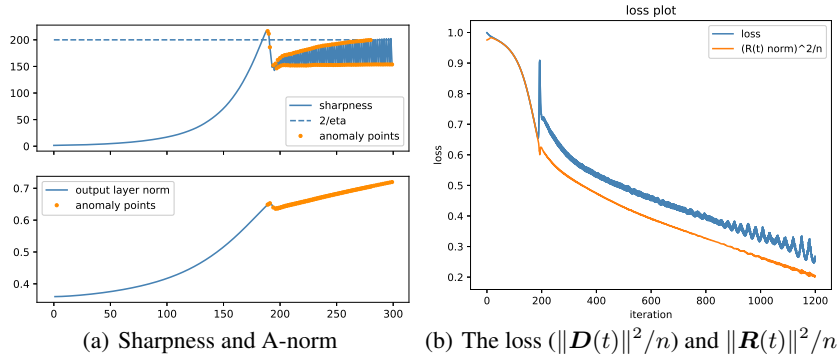 200
150
100
50
0
sharpness
2/eta
anomaly points
0.7
0.6
0.5
0.4
output layer norm
anomaly points
0 50 100 150 200 250 300
(a) Sharpness and A-norm
loss plot
1.0
0.9
0.8
0.7
0.6
0.5
0.4
0.3
0.2
loss
loss
(R(t) norm)^2/n
0 200 400 600 800 1000 1200
iteration
(b) The loss (‖D(t)‖²/n) and ‖R(t)‖²/n